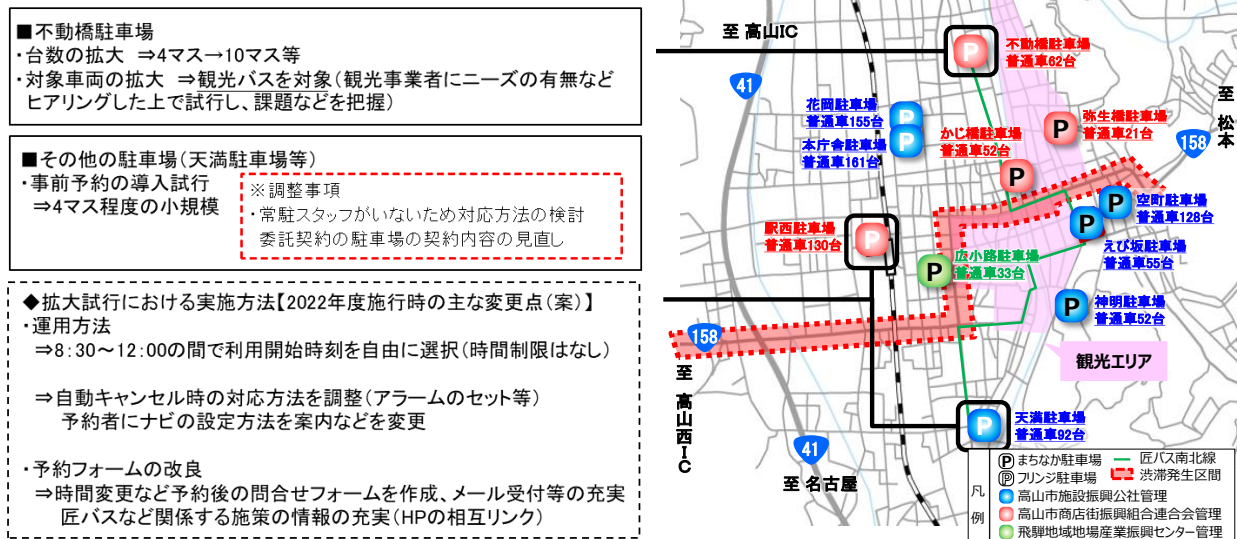 ■不動橋駐車場
・台数の拡大 ⇒4マス→10マス等
・対象車両の拡大 ⇒観光バスを対象(観光事業者にニーズの有無など
ヒアリングした上で試行し、課題などを把握)
■その他の駐車場(天満駐車場等)
・事前予約の導入試行
⇒4マス程度の小規模
※調整事項
・常駐スタッフがいないため対応方法の検討
委託契約の駐車場の契約内容の見直し
◆拡大試行における実施方法【2022年度施行時の主な変更点(案)】
・運用方法
⇒8:30～12:00の間で利用開始時刻を自由に選択(時間制限はなし)
⇒自動キャンセル時の対応方法を調整(アラームのセット等)
予約者にナビの設定方法を案内などを変更
・予約フォームの改良
⇒時間変更など予約後の問合せフォームを作成、メール受付等の充実
匠バスなど関係する施策の情報の充実(HPの相互リンク)
至 高山IC
P
不動橋駐車場
普通車62台
41
至 松本
花岡駐車場
普通車155台
P
P
本庁舎駐車場
普通車161台
かじ橋駐車場
普通車52台
P
P
弥生橋駐車場
普通車21台
158
P
空町駐車場
普通車128台
P
えび坂駐車場
普通車55台
駅西駐車場
普通車130台
P
P
広小路駐車場
普通車33台
P
神明駐車場
普通車52台
158
観光エリア
至 高山西IC
P
天満駐車場
普通車92台
41
至 名古屋
凡例
P まちなか駐車場
匠バス南北線
P フリンジ駐車場
渋滞発生区間
高山市施設振興公社管理
高山市商店街振興組合連合会管理
飛騨地域地場産業振興センター管理